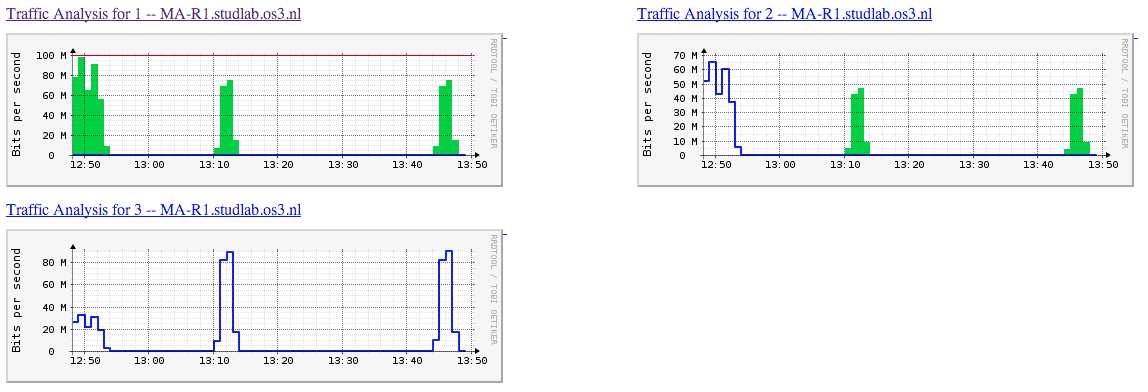 Traffic Analysis for 1 -- MA-R1.studlab.os3.nl
Traffic Analysis for 2 -- MA-R1.studlab.os3.nl
Bits per second
100 M
80 M
60 M
40 M
20 M
0
12:50 13:00 13:10 13:20 13:30 13:40 13:50
RRDTOOL / TOBI OETIKER
Bits per second
70 M
60 M
50 M
40 M
30 M
20 M
10 M
0
12:50 13:00 13:10 13:20 13:30 13:40 13:50
RRDTOOL / TOBI OETIKER
Traffic Analysis for 3 -- MA-R1.studlab.os3.nl
Bits per second
80 M
60 M
40 M
20 M
0
12:50 13:00 13:10 13:20 13:30 13:40 13:50
RRDTOOL / TOBI OETIKER